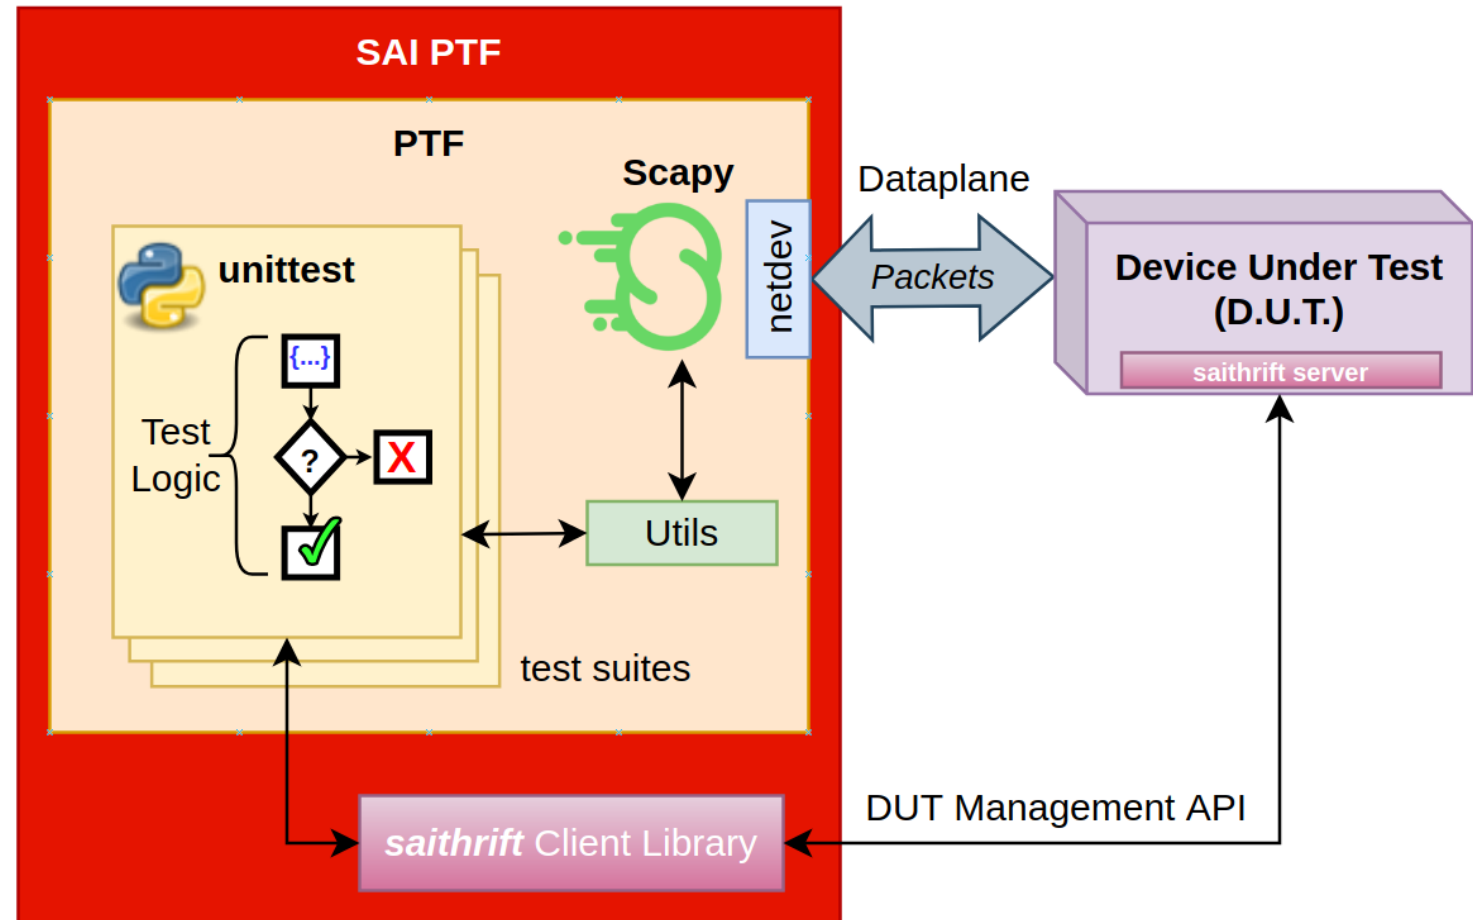 SAI PTF
PTF
Scapy
Dataplane
netdev
Packets
Device Under Test
(D.U.T.)
saithrift server
unittest
{...}
Test
Logic
?
X
Utils
test suites
DUT Management API
saithrift Client Library